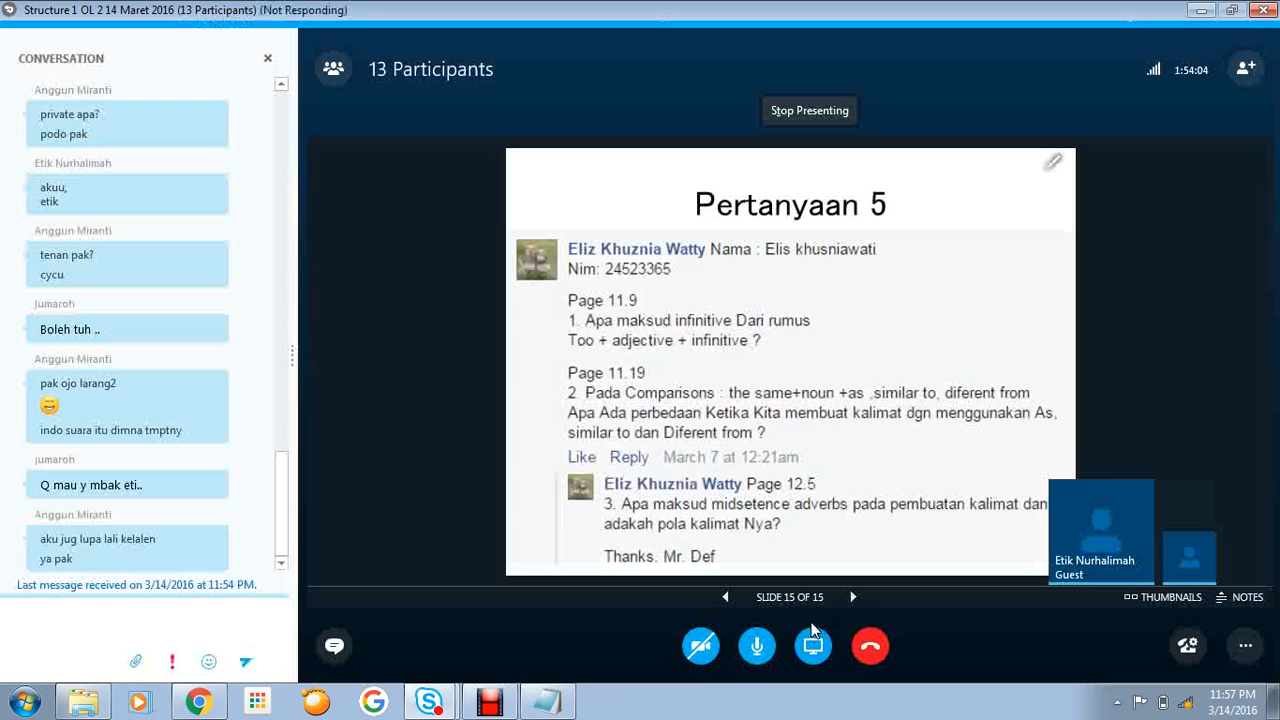 Structure 1 OL 2 14 Maret 2016 (13 Participants) (Not Responding)
CONVERSATION
Anggun Miranti
private apa?
podo pak
Etik Nurhalimah
akuu,
etik
Anggun Miranti
tenan pak?
cycu
Jumaroh
Boleh tuh ..
Anggun Miranti
pak ojo larang2
indo suara itu dimna tmptny
jumaroh
Q mau y mbak eti..
Anggun Miranti
aku jug lupa lali kelalen
ya pak
Last message received on 3/14/2016 at 11:54 PM.
13 Participants
1:54:04
Stop Presenting
Pertanyaan 5
Eliz Khuznia Watty Nama : Elis khusniawati
Nim: 24523365
Page 11.9
1. Apa maksud infinitive Dari rumus
Too + adjective + infinitive ?
Page 11.19
2. Pada Comparisons : the same+noun +as ,similar to, diferent from
Apa Ada perbedaan Ketika Kita membuat kalimat dgn menggunakan As,
similar to dan Diferent from ?
Like Reply March 7 at 12:21am
Eliz Khuznia Watty Page 12.5
3. Apa maksud midsetence adverbs pada pembuatan kalimat dan
adakah pola kalimat Nya?
Thanks. Mr. Def
Etik Nurhalimah
Guest
SLIDE 15 OF 15
THUMBNAILS
NOTES
11:57 PM
3/14/2016